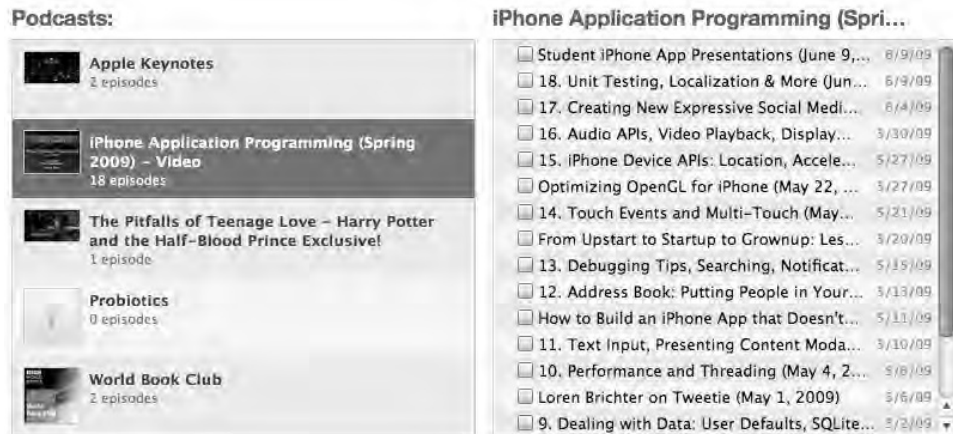 Podcasts:
Apple Keynotes
2 episodes
iPhone Application Programming (Spring
2009) – Video
18 episodes
The Pitfalls of Teenage Love – Harry Potter
and the Half-Blood Prince Exclusive!
1 episode
Probiotics
0 episodes
World Book Club
2 episodes
iPhone Application Programming (Spri...
Student iPhone App Presentations (June 9,... 6/9/09
18. Unit Testing, Localization & More (Jun... 6/9/09
17. Creating New Expressive Social Medi... 6/4/09
16. Audio APIs, Video Playback, Display... 5/30/09
15. iPhone Device APIs: Location, Accele... 5/27/09
Optimizing OpenGL for iPhone (May 22, ... 5/27/09
14. Touch Events and Multi-Touch (May... 5/21/09
From Upstart to Startup to Grownup: Les... 5/20/09
13. Debugging Tips, Searching, Notificat... 5/15/09
12. Address Book: Putting People in Your... 5/13/09
How to Build an iPhone App that Doesn't... 5/11/09
11. Text Input, Presenting Content Moda... 5/10/09
10. Performance and Threading (May 4, 2... 5/8/09
Loren Brichter on Tweetie (May 1, 2009) 5/6/09
9. Dealing with Data: User Defaults, SQLite... 5/2/09